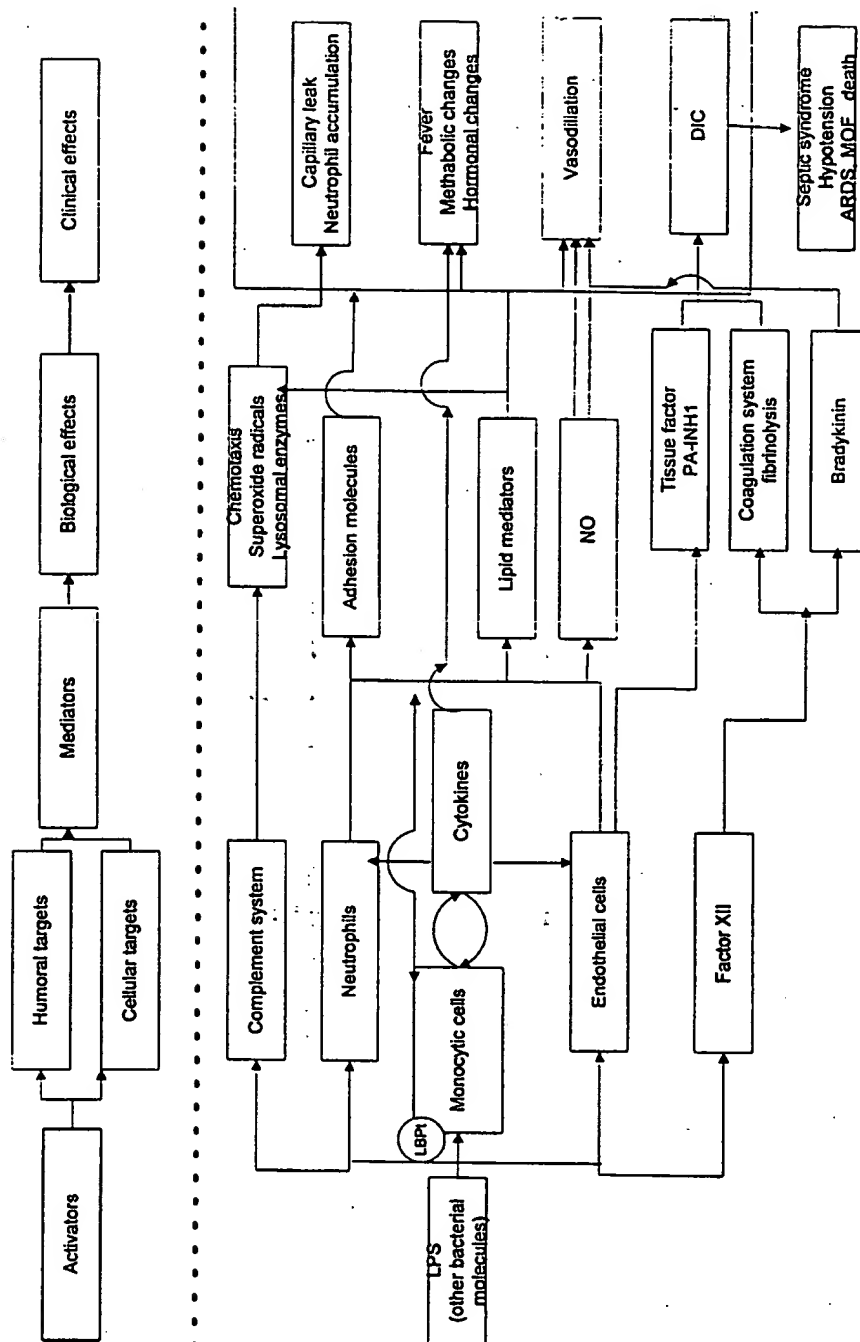 Activators
Humoral targets
Cellular targets
Mediators
Biological effects
Clinical effects
LPS
(other bacterial
molecules)
LBPt
Complement system
Neutrophils
Monocytic cells
Endothelial cells
Factor XII
Cytokines
Chemotaxis
Superoxide radicals
Lysosomal enzymes
Adhesion molecules
Lipid mediators
NO
Tissue factor
PA-INH1
Coagulation system
fibrinolysis
Bradykinin
Capillary leak
Neutrophil accumulation
Fever
Methabolic changes
Hormonal changes
Vasodillation
DIC
Septic syndrome
Hypotension
ARDS, MOF, death